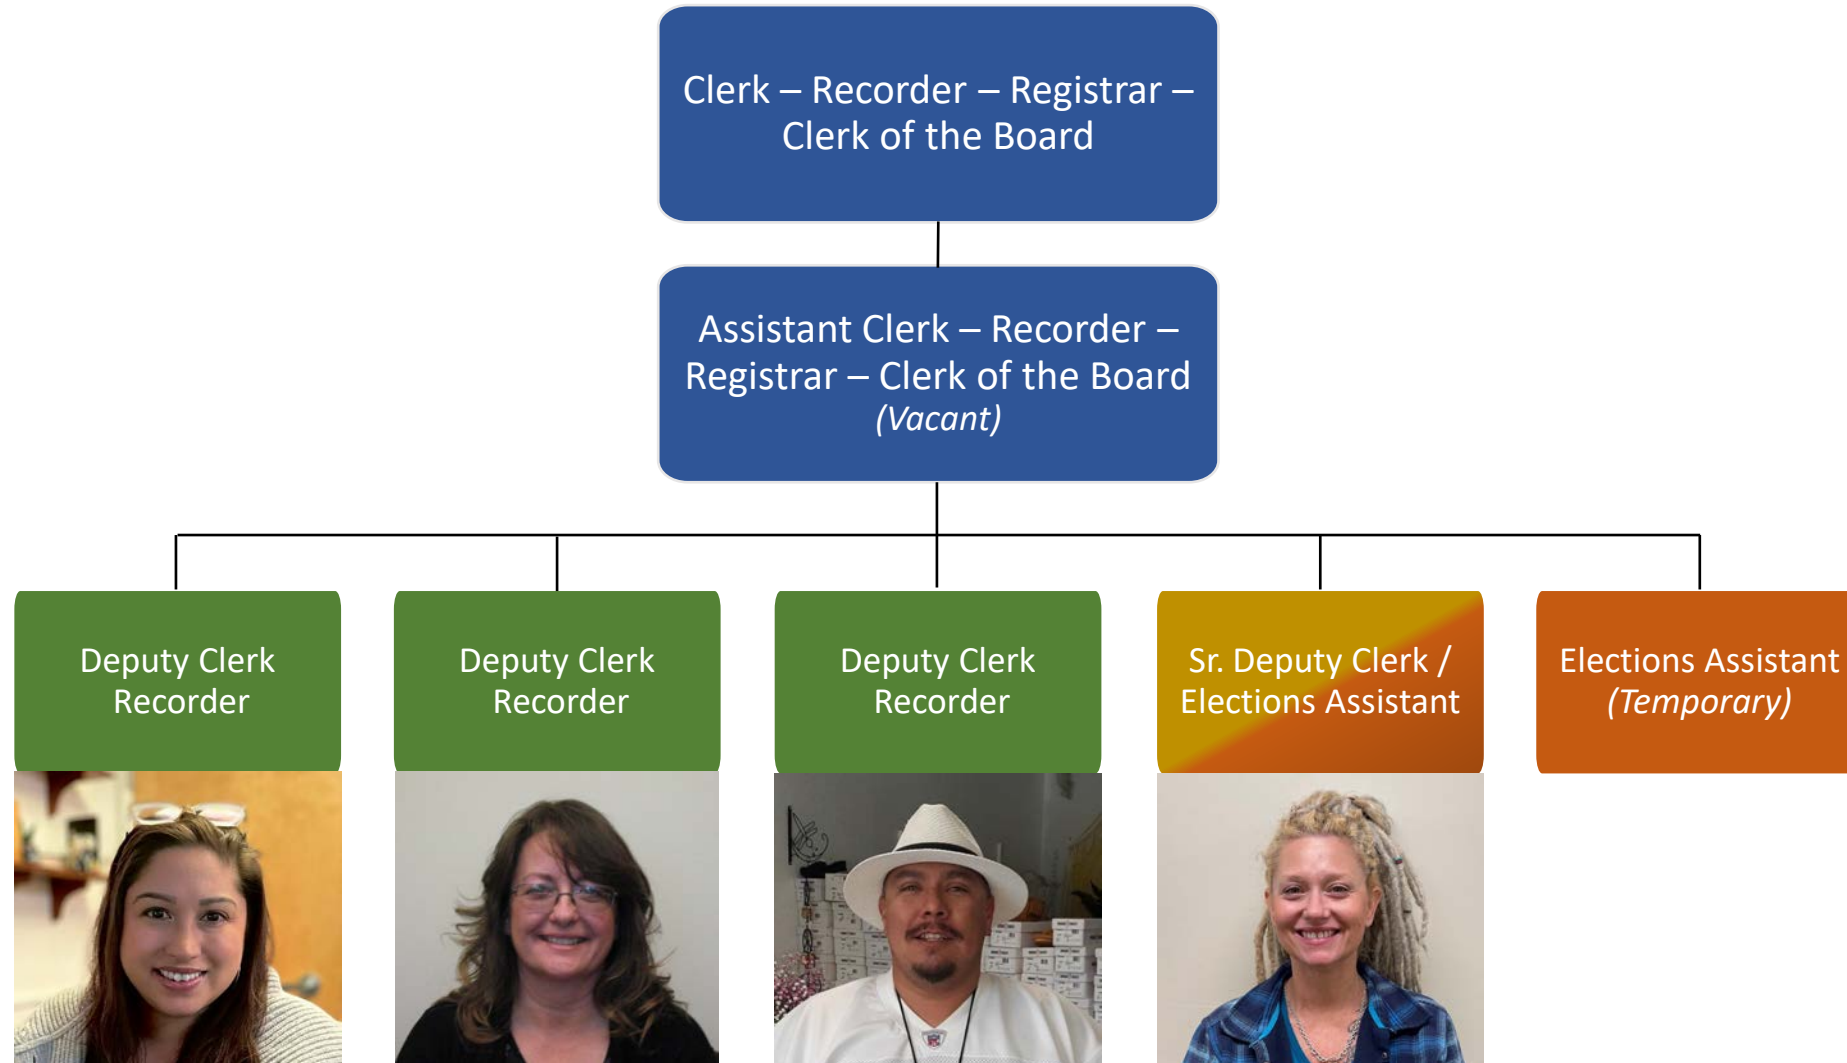 Clerk – Recorder – Registrar –
Clerk of the Board
Assistant Clerk – Recorder –
Registrar – Clerk of the Board
(Vacant)
Deputy Clerk
Recorder
Deputy Clerk
Recorder
Deputy Clerk
Recorder
Sr. Deputy Clerk /
Elections Assistant
Elections Assistant
(Temporary)